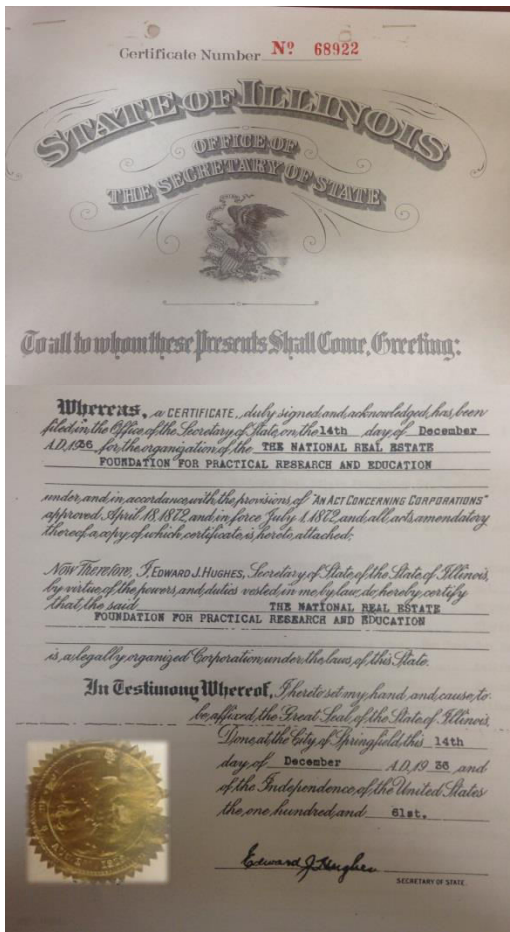 Certificate Number Nº 68922
STATE OF ILLINOIS
OFFICE OF
THE SECRETARY OF STATE
To all to whom these Presents Shall Come, Greeting:
Whereas, a CERTIFICATE, duly signed and acknowledged, has been
filed in the Office of the Secretary of State, on the 14th day of December
A.D. 1936 for the organization of the THE NATIONAL REAL ESTATE
FOUNDATION FOR PRACTICAL RESEARCH AND EDUCATION
under and in accordance with the provisions of "AN ACT CONCERNING CORPORATIONS"
approved April 18, 1872, and in force July 1, 1872, and all acts amendatory
thereof, a copy of which certificate is hereto attached;
Now Therefore, I, EDWARD J. HUGHES, Secretary of State of the State of Illinois,
by virtue of the powers and duties vested in me by law, do hereby certify
that the said THE NATIONAL REAL ESTATE
FOUNDATION FOR PRACTICAL RESEARCH AND EDUCATION
is a legally organized Corporation under the laws of this State.
In Testimony Whereof, I hereto set my hand and cause to
be affixed the Great Seal of the State of Illinois,
Done at the City of Springfield this 14th
day of December A.D. 19 36 and
of the Independence of the United States
the one hundred and 61st.
Edward J. Hughes
SECRETARY OF STATE.